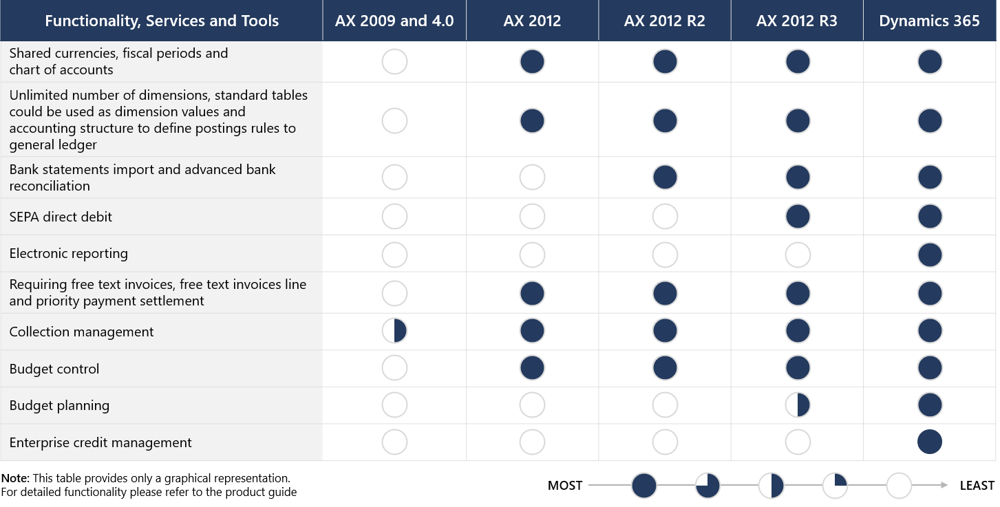 Functionality, Services and Tools AX 2009 and 4.0 AX 2012 AX 2012 R2 AX 2012 R3 Dynamics 365
Shared currencies, fiscal periods and
chart of accounts
Unlimited number of dimensions, standard tables
could be used as dimension values and
accounting structure to define postings rules to
general ledger
Bank statements import and advanced bank
reconciliation
SEPA direct debit
Electronic reporting
Requiring free text invoices, free text invoices line
and priority payment settlement
Collection management
Budget control
Budget planning
Enterprise credit management
Note: This table provides only a graphical representation.
For detailed functionality please refer to the product guide
MOST LEAST